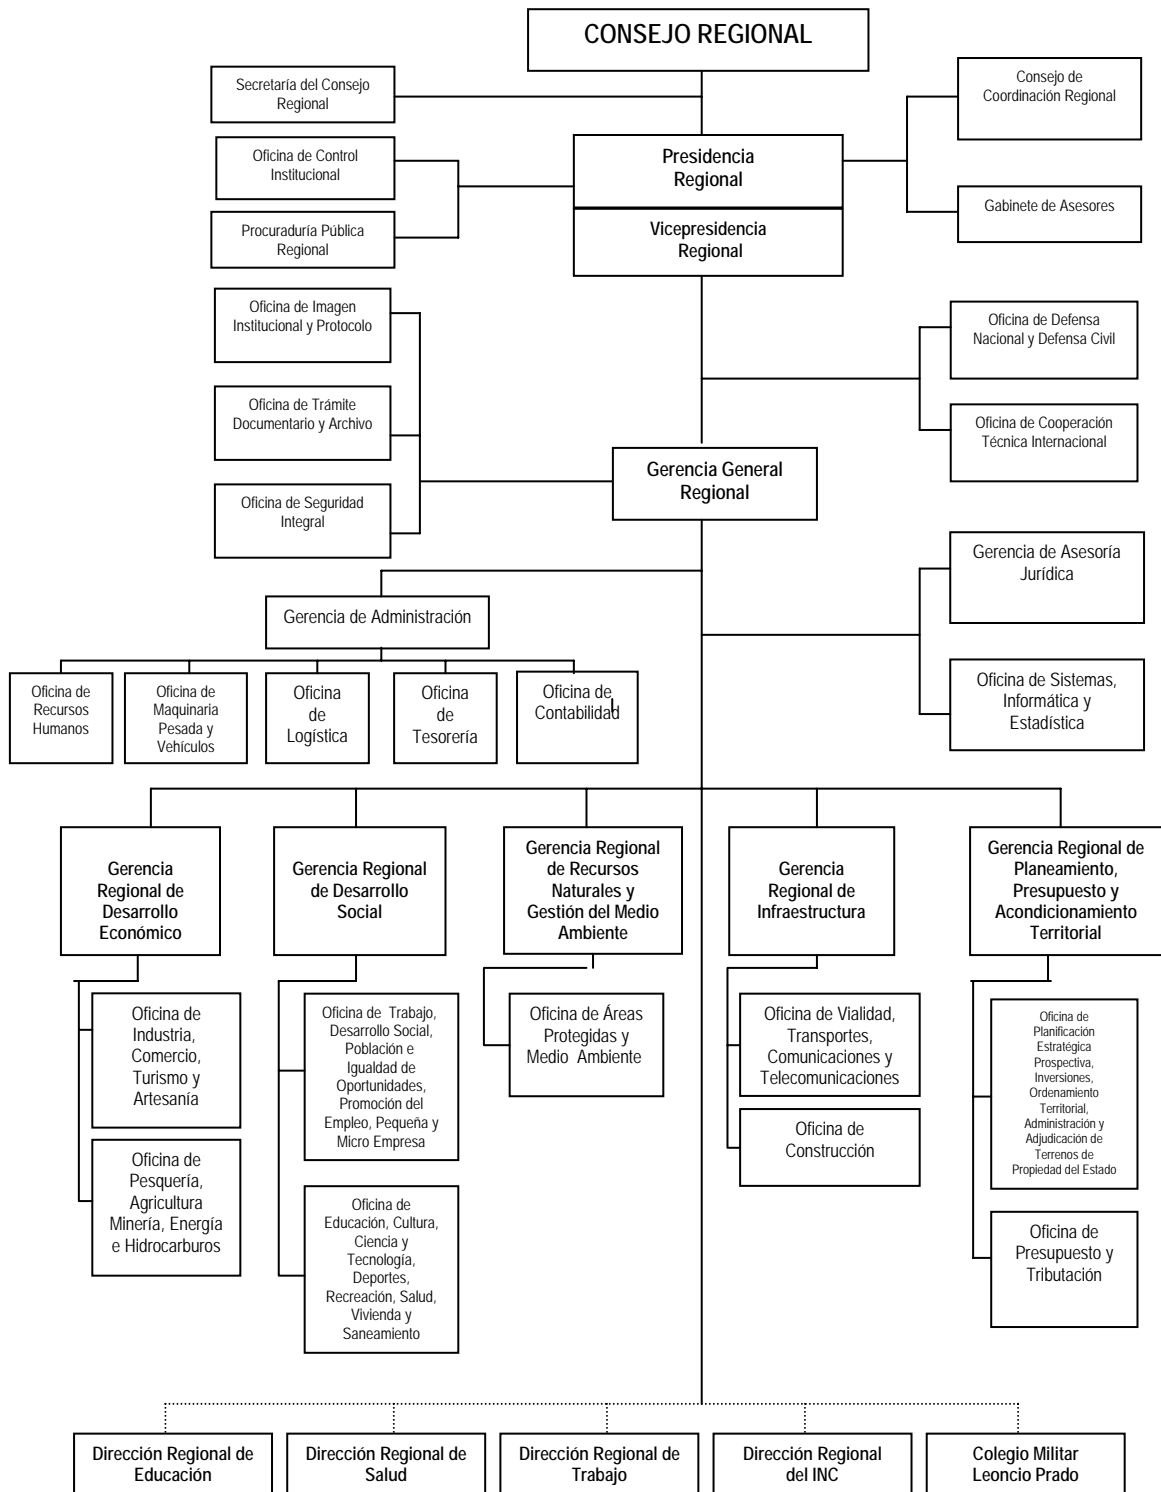 CONSEJO REGIONAL
Secretaría del Consejo
Regional
Consejo de
Coordinación Regional
Oficina de Control
Institucional
Presidencia
Regional
Procuraduría Pública
Regional
Vicepresidencia
Regional
Gabinete de Asesores
Oficina de Imagen
Institucional y Protocolo
Oficina de Defensa
Nacional y Defensa Civil
Oficina de Trámite
Documentario y Archivo
Oficina de Cooperación
Técnica Internacional
Gerencia General
Regional
Oficina de Seguridad
Integral
Gerencia de Asesoría
Jurídica
Gerencia de Administración
Oficina de
Recursos
Humanos
Oficina de
Maquinaria
Pesada y
Vehículos
Oficina
de
Logística
Oficina
de
Tesorería
Oficina de
Contabilidad
Oficina de Sistemas,
Informática y
Estadística
Gerencia
Regional de
Desarrollo
Económico
Gerencia Regional
de Desarrollo
Social
Gerencia Regional
de Recursos
Naturales y
Gestión del Medio
Ambiente
Gerencia
Regional de
Infraestructura
Gerencia Regional de
Planeamiento,
Presupuesto y
Acondicionamiento
Territorial
Oficina de
Industria,
Comercio,
Turismo y
Artesanía
Oficina de Trabajo,
Desarrollo Social,
Población e
Igualdad de
Oportunidades,
Promoción del
Empleo, Pequeña y
Micro Empresa
Oficina de Áreas
Protegidas y
Medio Ambiente
Oficina de Vialidad,
Transportes,
Comunicaciones y
Telecomunicaciones
Oficina de
Planificación
Estratégica
Prospectiva,
Inversiones,
Ordenamiento
Territorial,
Administración y
Adjudicación de
Terrenos de
Propiedad del Estado
Oficina de
Pesquería,
Agricultura
Minería, Energía
e Hidrocarburos
Oficina de
Educación, Cultura,
Ciencia y
Tecnología,
Deportes,
Recreación, Salud,
Vivienda y
Saneamiento
Oficina de
Construcción
Oficina de
Presupuesto y
Tributación
Dirección Regional de
Educación
Dirección Regional de
Salud
Dirección Regional de
Trabajo
Dirección Regional
del INC
Colegio Militar
Leoncio Prado